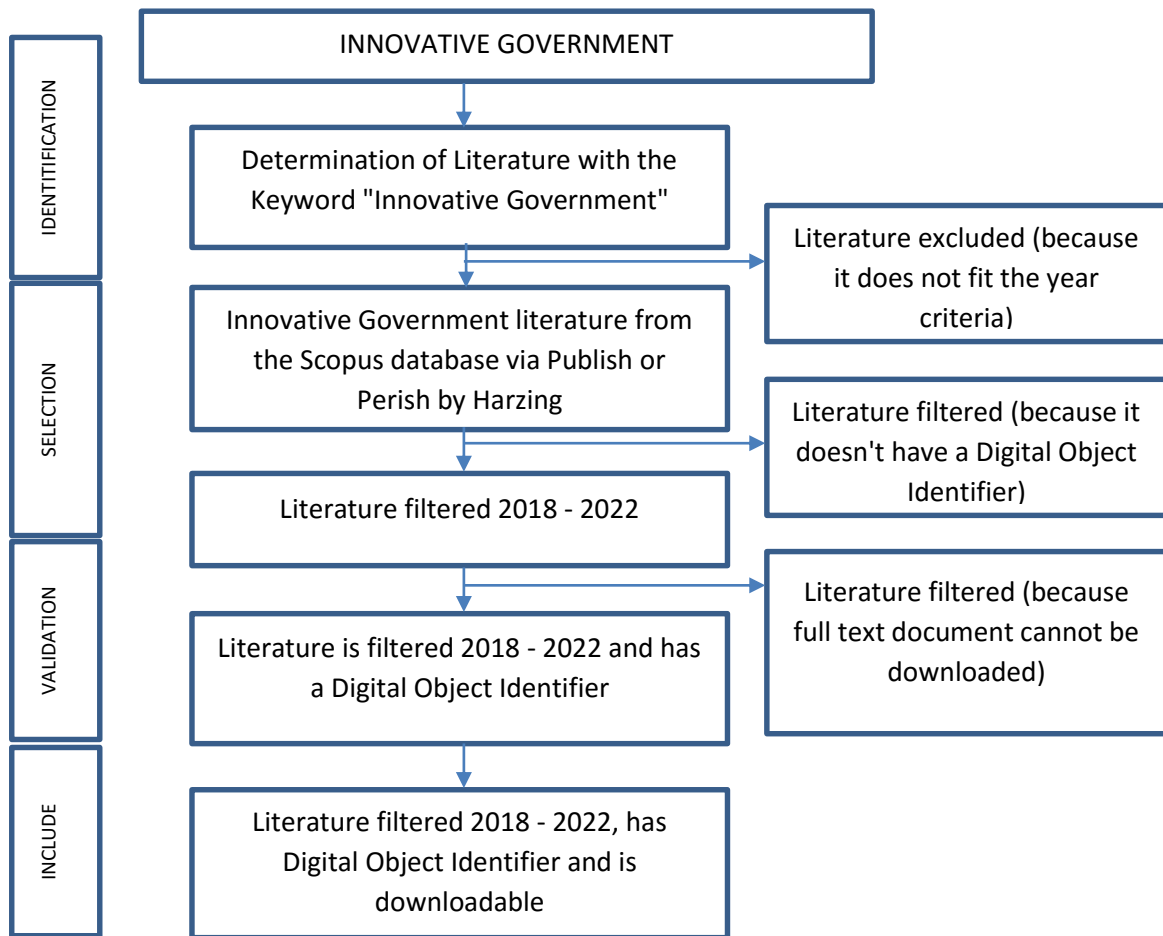 INNOVATIVE GOVERNMENT
IDENTITIFICATION
Determination of Literature with the
Keyword "Innovative Government"
Literature excluded (because
it does not fit the year
criteria)
SELECTION
Innovative Government literature from
the Scopus database via Publish or
Perish by Harzing
Literature filtered (because it
doesn't have a Digital Object
Identifier)
Literature filtered 2018 - 2022
VALIDATION
Literature filtered (because
full text document cannot be
downloaded)
Literature is filtered 2018 - 2022 and has
a Digital Object Identifier
INCLUDE
Literature filtered 2018 - 2022, has
Digital Object Identifier and is
downloadable